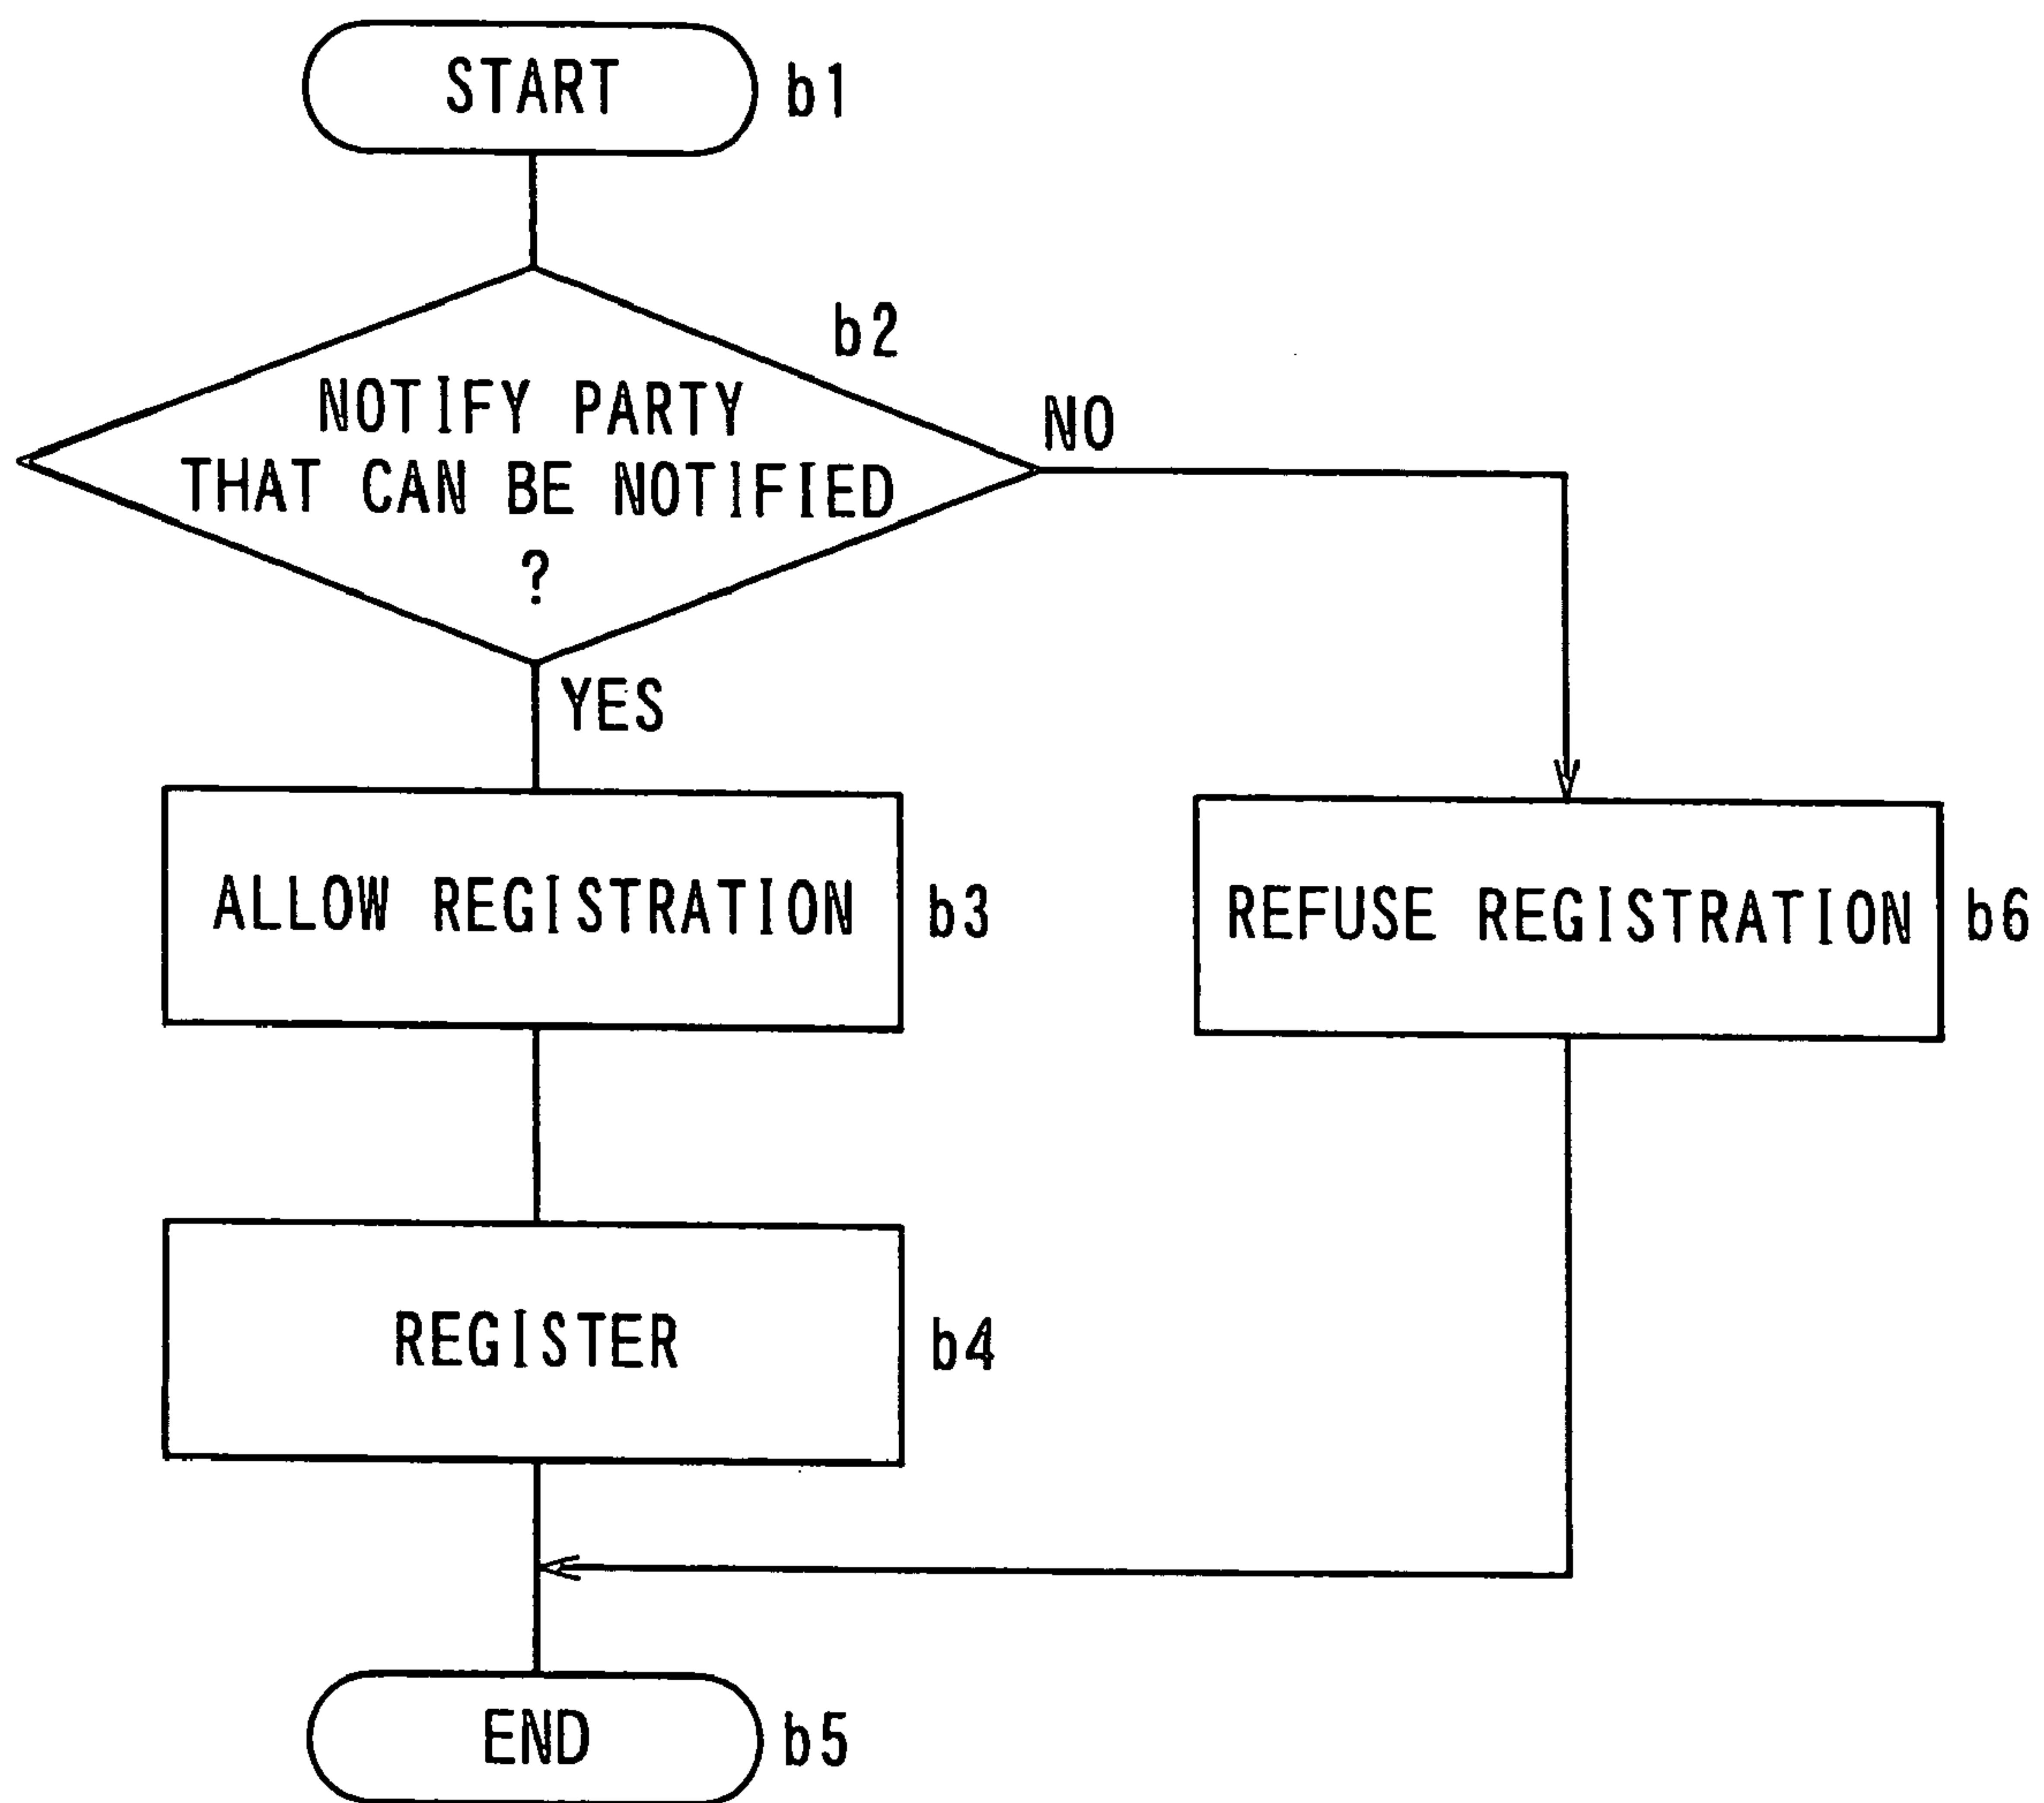 START
b1
b2
NOTIFY PARTY
THAT CAN BE NOTIFIED
?
NO
YES
ALLOW REGISTRATION
b3
REFUSE REGISTRATION
b6
REGISTER
b4
END
b5